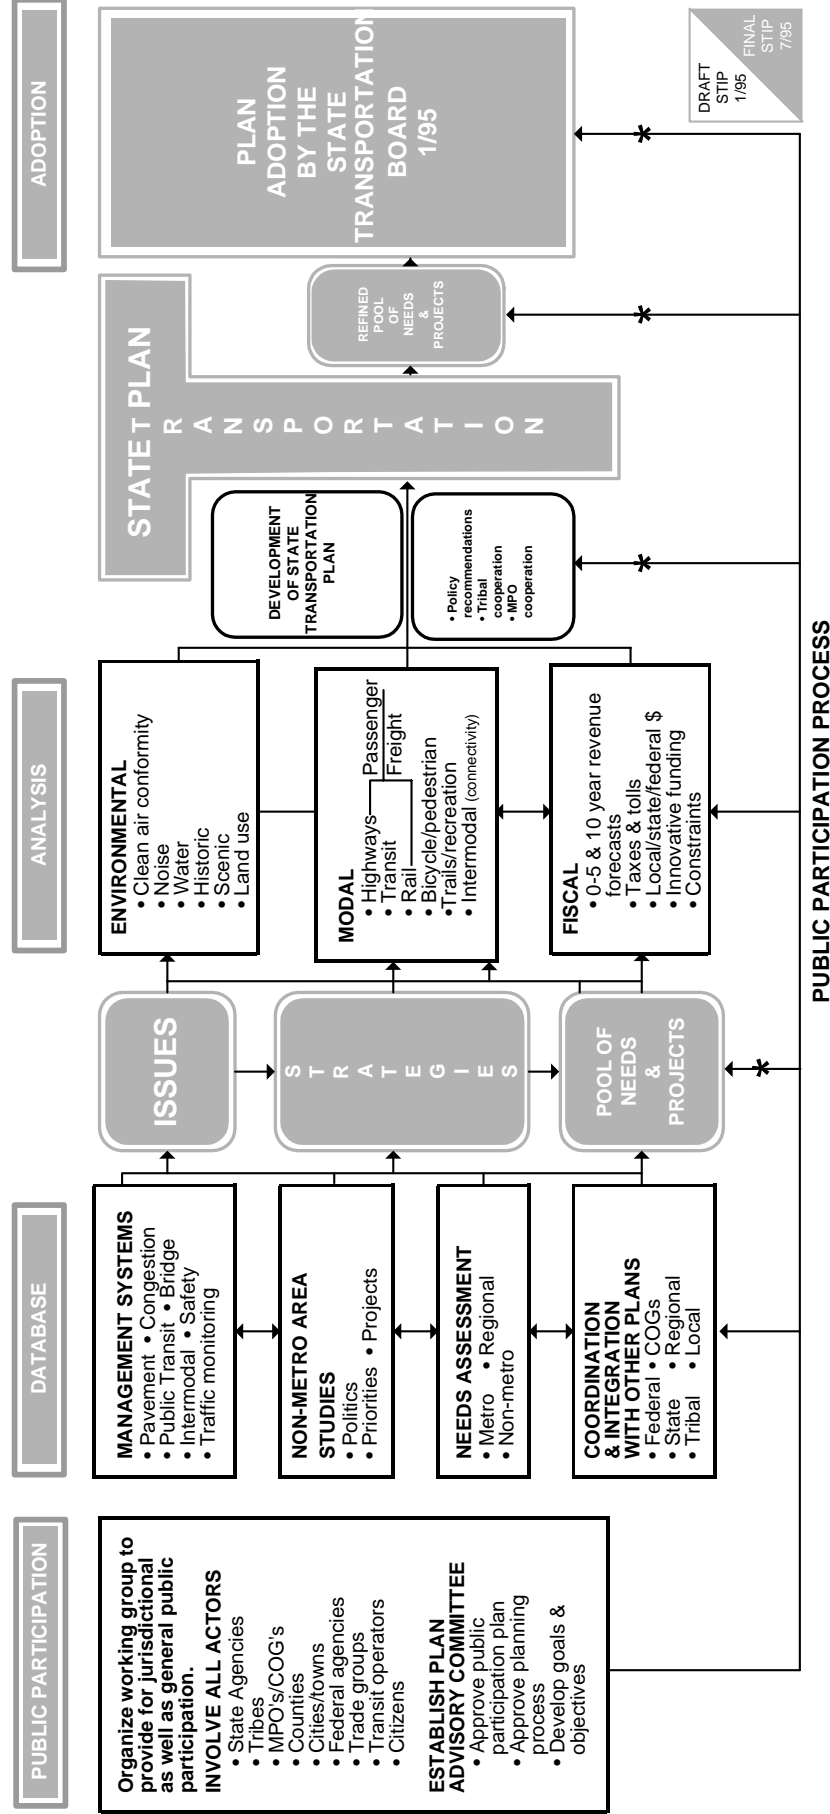 PUBLIC PARTICIPATION
DATABASE
ANALYSIS
ADOPTION
Organize working group to
provide for jurisdictional
as well as general public
participation.
INVOLVE ALL ACTORS
• State Agencies
• Tribes
• MPO's/COG's
• Counties
• Cities/towns
• Federal agencies
• Trade groups
• Transit operators
• Citizens
ESTABLISH PLAN
ADVISORY COMMITTEE
• Approve public
participation plan
• Approve planning
process
• Develop goals &
objectives
MANAGEMENT SYSTEMS
• Pavement • Congestion
• Public Transit • Bridge
• Intermodal • Safety
• Traffic monitoring
NON-METRO AREA
STUDIES
• Politics
• Priorities • Projects
NEEDS ASSESSMENT
• Metro • Regional
• Non-metro
COORDINATION
& INTEGRATION
WITH OTHER PLANS
• Federal • COGs
• State • Regional
• Tribal • Local
ISSUES
STRATEGIES
POOL OF
NEEDS
&
PROJECTS
ENVIRONMENTAL
• Clean air conformity
• Noise
• Water
• Historic
• Scenic
• Land use
MODAL
• Highways Passenger
• Transit Freight
• Rail
• Bicycle/pedestrian
• Trails/recreation
• Intermodal (connectivity)
FISCAL
• 0-5 & 10 year revenue
forecasts
• Taxes & tolls
• Local/state/federal $
• Innovative funding
• Constraints
DEVELOPMENT
OF STATE
TRANSPORTATION
PLAN
• Policy
recommendations
• Tribal
cooperation
• MPO
cooperation
STATE T PLAN
RANSPORTATION
REFINED
POOL
OF
NEEDS
&
PROJECTS
PLAN
ADOPTION
BY THE
STATE
TRANSPORTATION
BOARD
1/95
DRAFT
STIP
1/95
FINAL
STIP
7/95
PUBLIC PARTICIPATION PROCESS